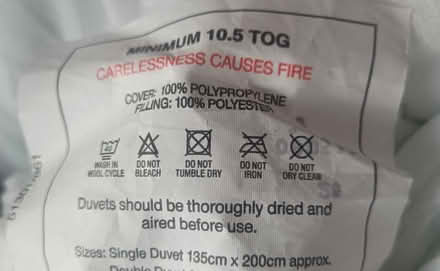 MINIMUM 10.5 TOG
CARELESSNESS CAUSES FIRE
COVER: 100% POLYPROPYLENE
FILLING: 100% POLYESTER
40
WASH IN
WOOL CYCLE
DO NOT
BLEACH
DO NOT
TUMBLE DRY
DO NOT
IRON
DO NOT
DRY CLEAN
Duvets should be thoroughly dried and
aired before use.
Sizes: Single Duvet 135cm x 200cm approx.
Double